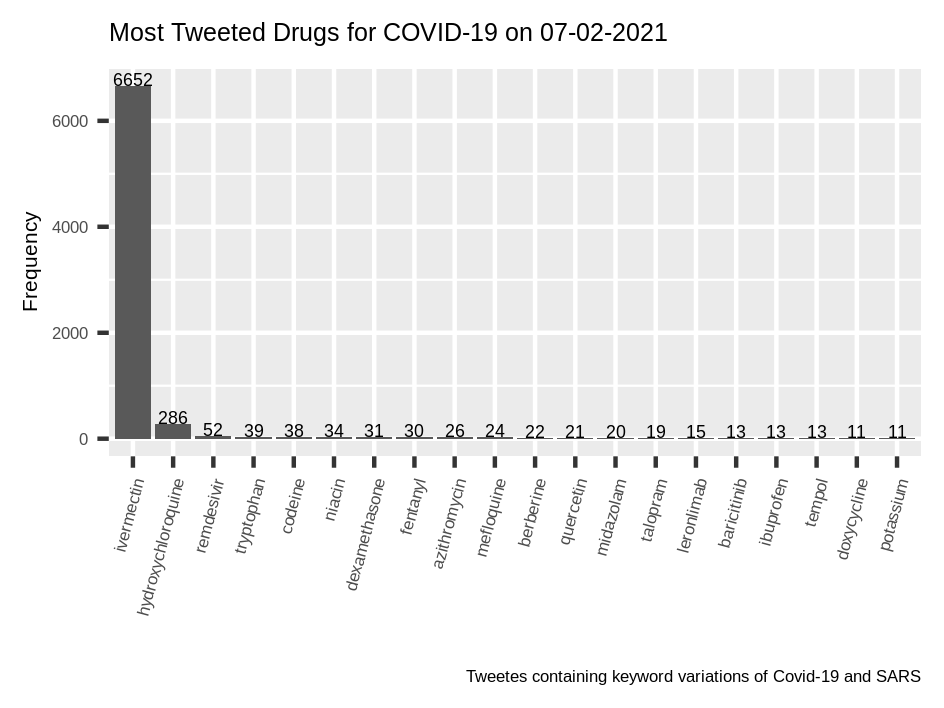 Most Tweeted Drugs for COVID-19 on 07-02-2021
Frequency
6000
4000
2000
0
6652
286
52
39
38
34
31
30
26
24
22
21
20
19
15
13
13
13
11
11
ivermectin
hydroxychloroquine
remdesivir
tryptophan
codeine
niacin
dexamethasone
fentanyl
azithromycin
mefloquine
berberine
quercetin
midazolam
talopram
leronlimab
baricitinib
ibuprofen
tempol
doxycycline
potassium
Tweetes containing keyword variations of Covid-19 and SARS